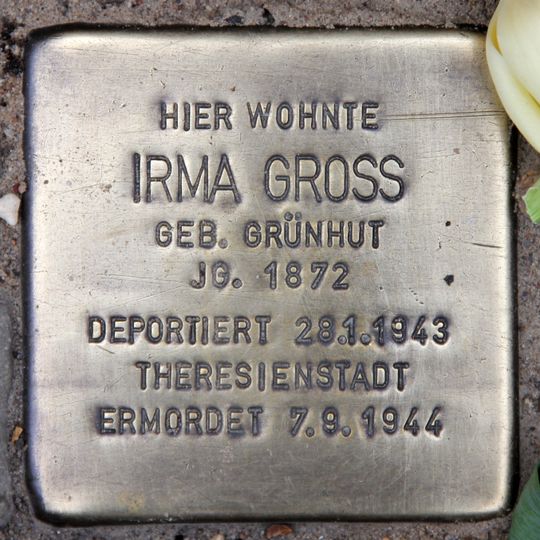 HIER WOHNTE
IRMA GROSS
GEB. GRÜNHUT
JG. 1872
DEPORTIERT 28.1.1943
THERESIENSTADT
ERMORDET 7.9.1944